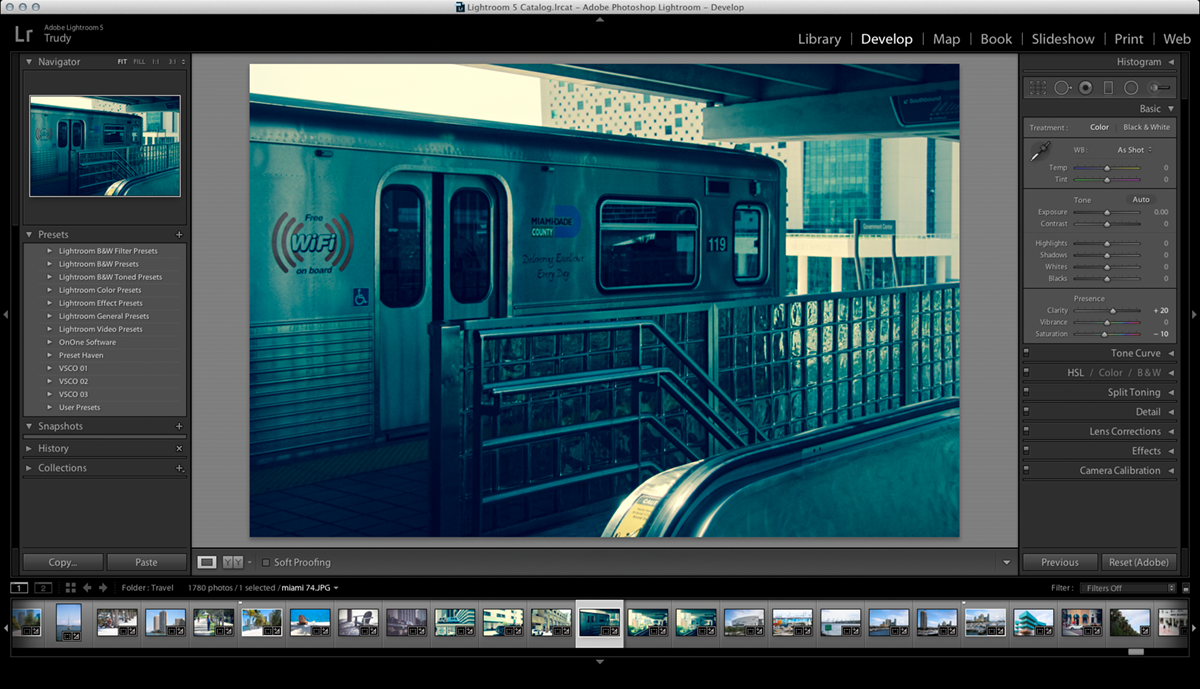 Lightroom 5 Catalog.lrcat – Adobe Photoshop Lightroom – Develop
Lr
Adobe Lightroom 5
Trudy
Library | Develop | Map | Book | Slideshow | Print | Web
Navigator FIT FILL 1:1 3:1
Presets +
Lightroom B&W Filter Presets
Lightroom B&W Presets
Lightroom B&W Toned Presets
Lightroom Color Presets
Lightroom Effect Presets
Lightroom General Presets
Lightroom Video Presets
OnOne Software
Preset Haven
VSCO 01
VSCO 02
VSCO 03
User Presets
Snapshots +
History ×
Collections +
Copy... Paste
Free
WiFi
on board
MIAMI-DADE
COUNTY
Delivering Excellence
Every Day
119
Government Center
Histogram
Basic
Treatment : Color Black & White
WB : As Shot
Temp 0
Tint 0
Tone Auto
Exposure 0.00
Contrast 0
Highlights 0
Shadows 0
Whites 0
Blacks 0
Presence
Clarity + 20
Vibrance 0
Saturation – 10
Tone Curve
HSL / Color / B & W
Split Toning
Detail
Lens Corrections
Effects
Camera Calibration
Y Y Soft Proofing
Previous Reset (Adobe)
1 2 Folder : Travel 1780 photos / 1 selected / miami 74.JPG Filter : Filters Off